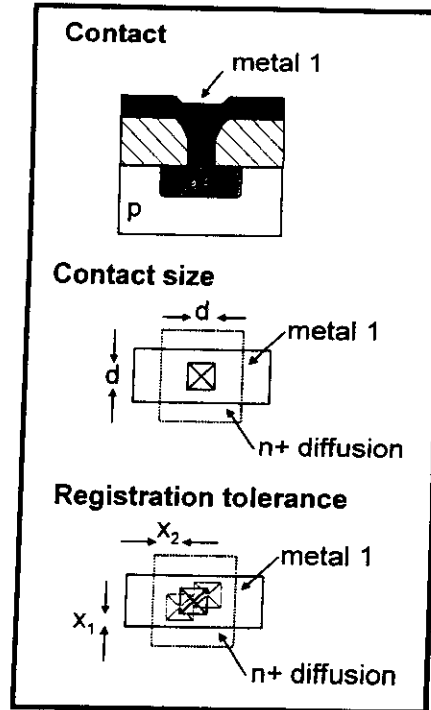 Contact
metal 1
p
Contact size
d
metal 1
d
n+ diffusion
Registration tolerance
X2
metal 1
X1
n+ diffusion